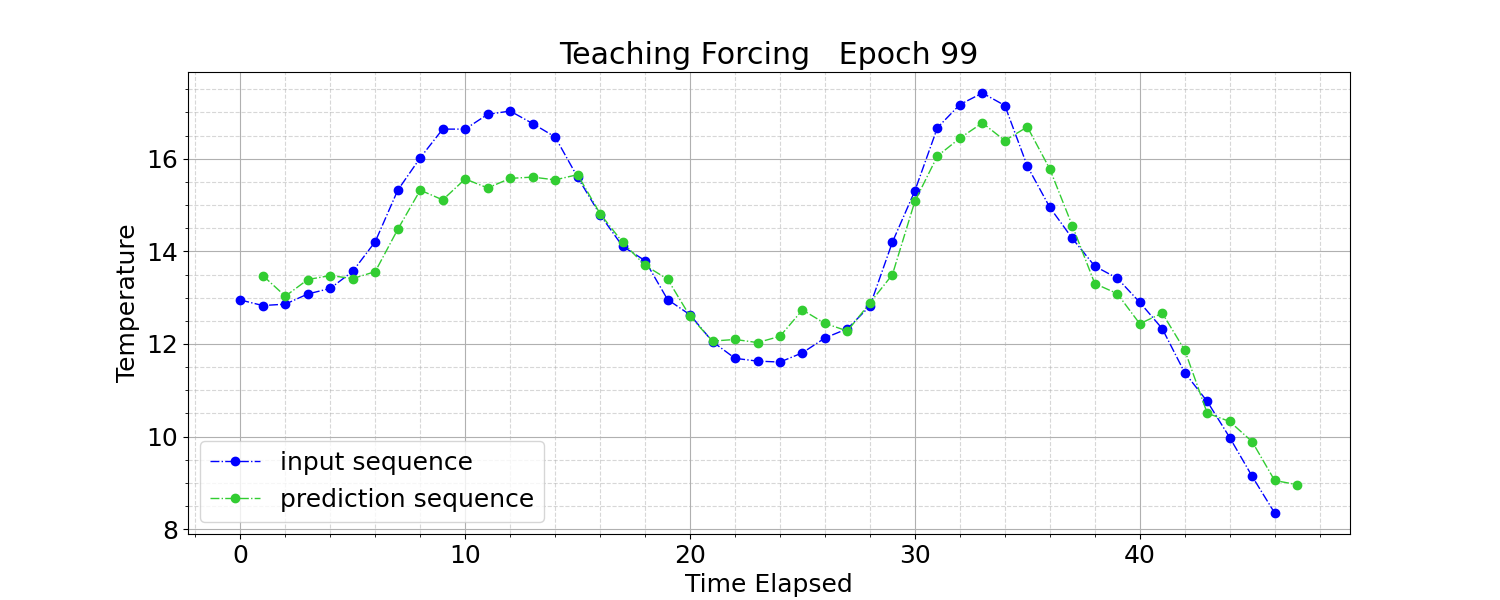 Teaching Forcing   Epoch 99
Temperature
16
14
12
10
8
input sequence
prediction sequence
0 10 20 30 40
Time Elapsed